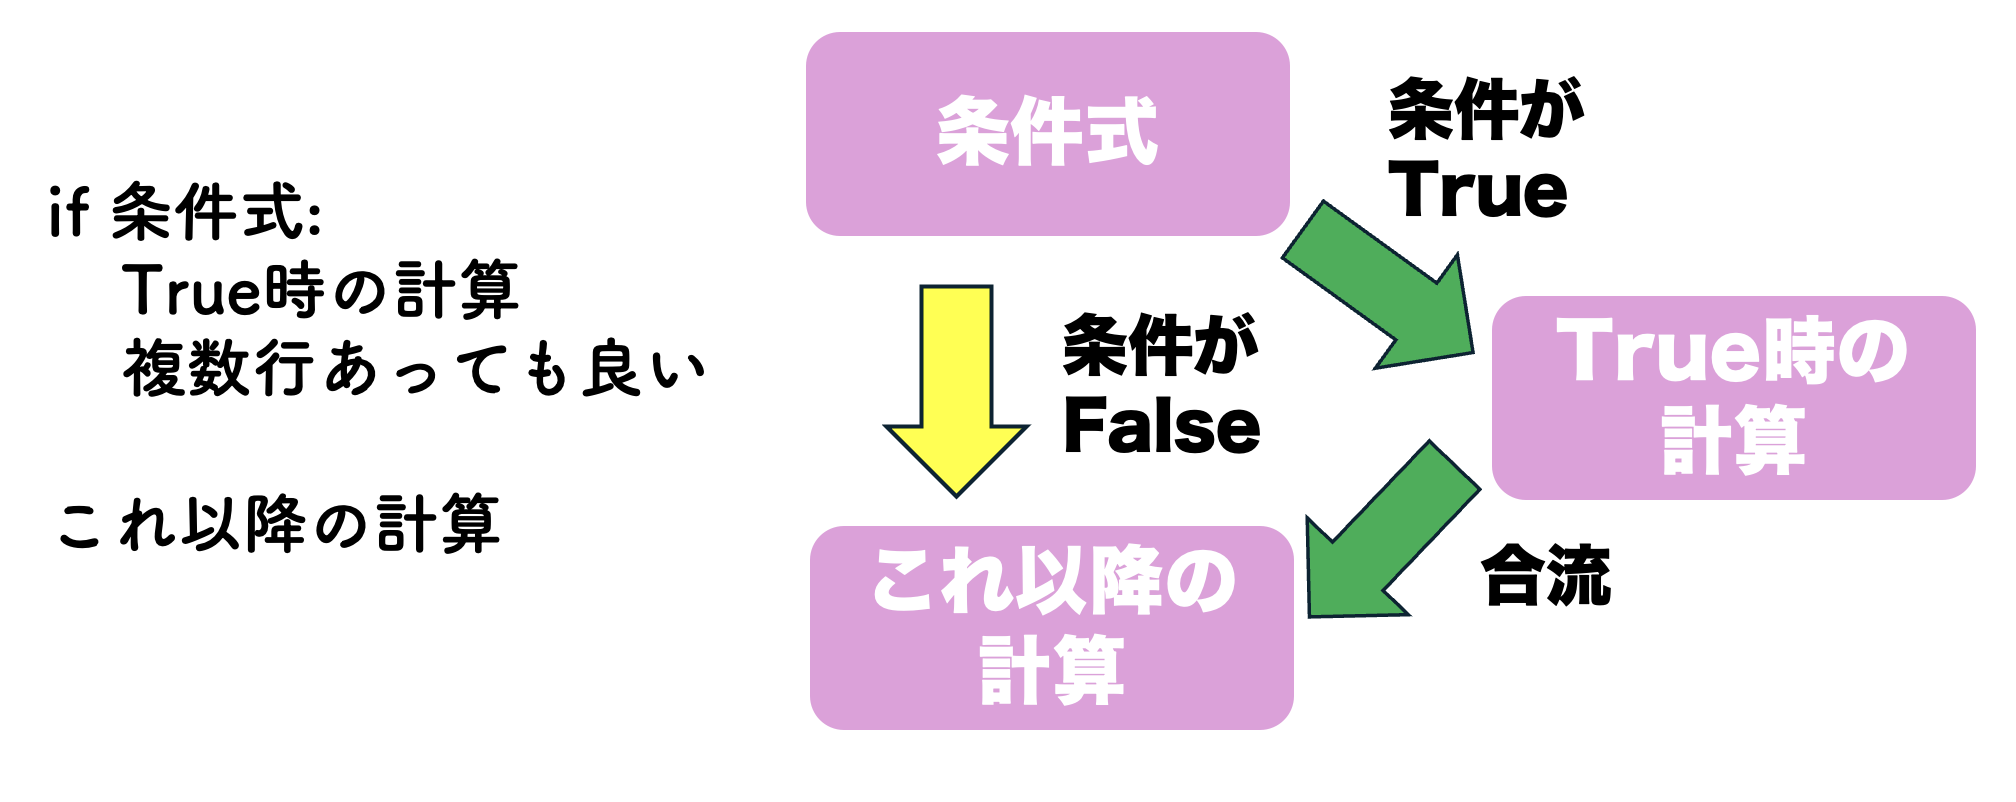 if 条件式:
True時の計算
複数行あっても良い
これ以降の計算
条件式
条件が
True
条件が
False
True時の
計算
これ以降の
計算
合流